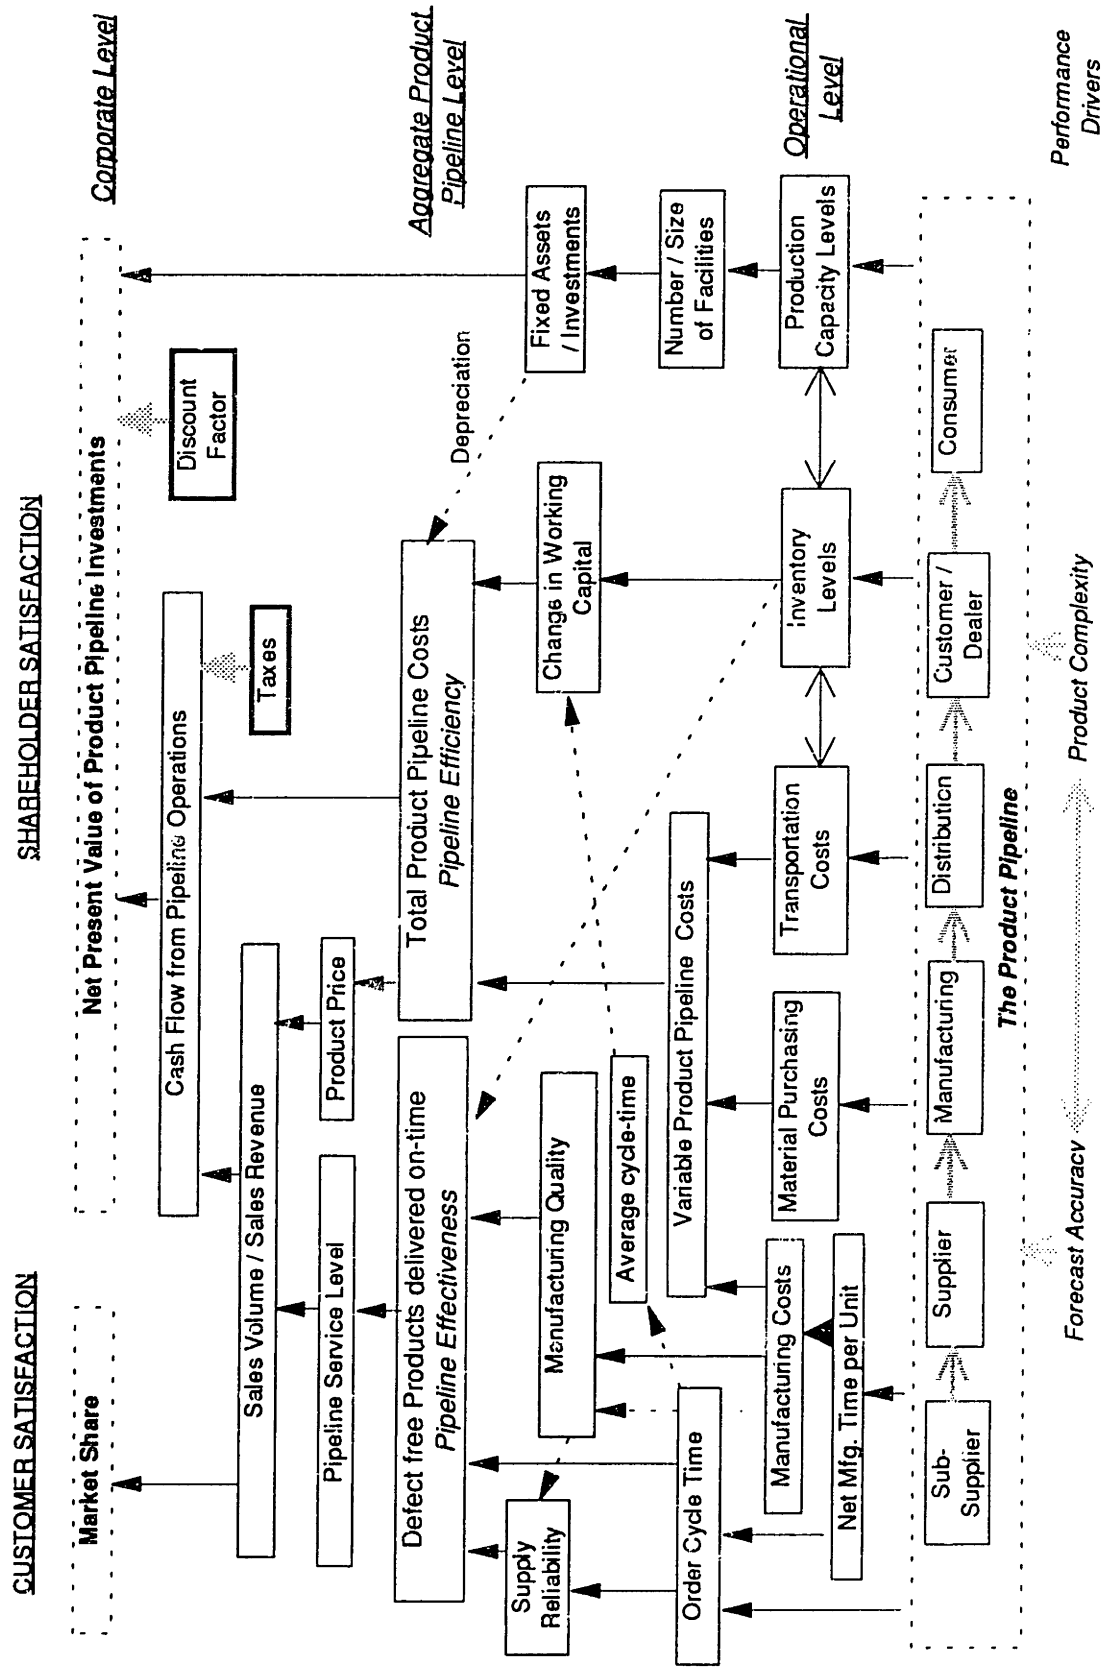 CUSTOMER SATISFACTION
SHAREHOLDER SATISFACTION
Market Share
Net Present Value of Product Pipeline Investments
Corporate Level
Cash Flow from Pipeline Operations
Discount
Factor
Sales Volume / Sales Revenue
Taxes
Pipeline Service Level
Product Price
Defect free Products delivered on-time
Pipeline Effectiveness
Total Product Pipeline Costs
Pipeline Efficiency
Depreciation
Aggregate Product
Pipeline Level
Supply
Reliability
Manufacturing Quality
Change in Working
Capital
Fixed Assets
/ Investments
Average cycle-time
Order Cycle Time
Variable Product Pipeline Costs
Number / Size
of Facilities
Manufacturing Costs
Material Purchasing
Costs
Transportation
Costs
Inventory
Levels
Production
Capacity Levels
Operational
Level
Net Mfg. Time per Unit
Sub-
Supplier
Supplier
Manufacturing
Distribution
Customer /
Dealer
Consumer
The Product Pipeline
Forecast Accuracy
Product Complexity
Performance
Drivers